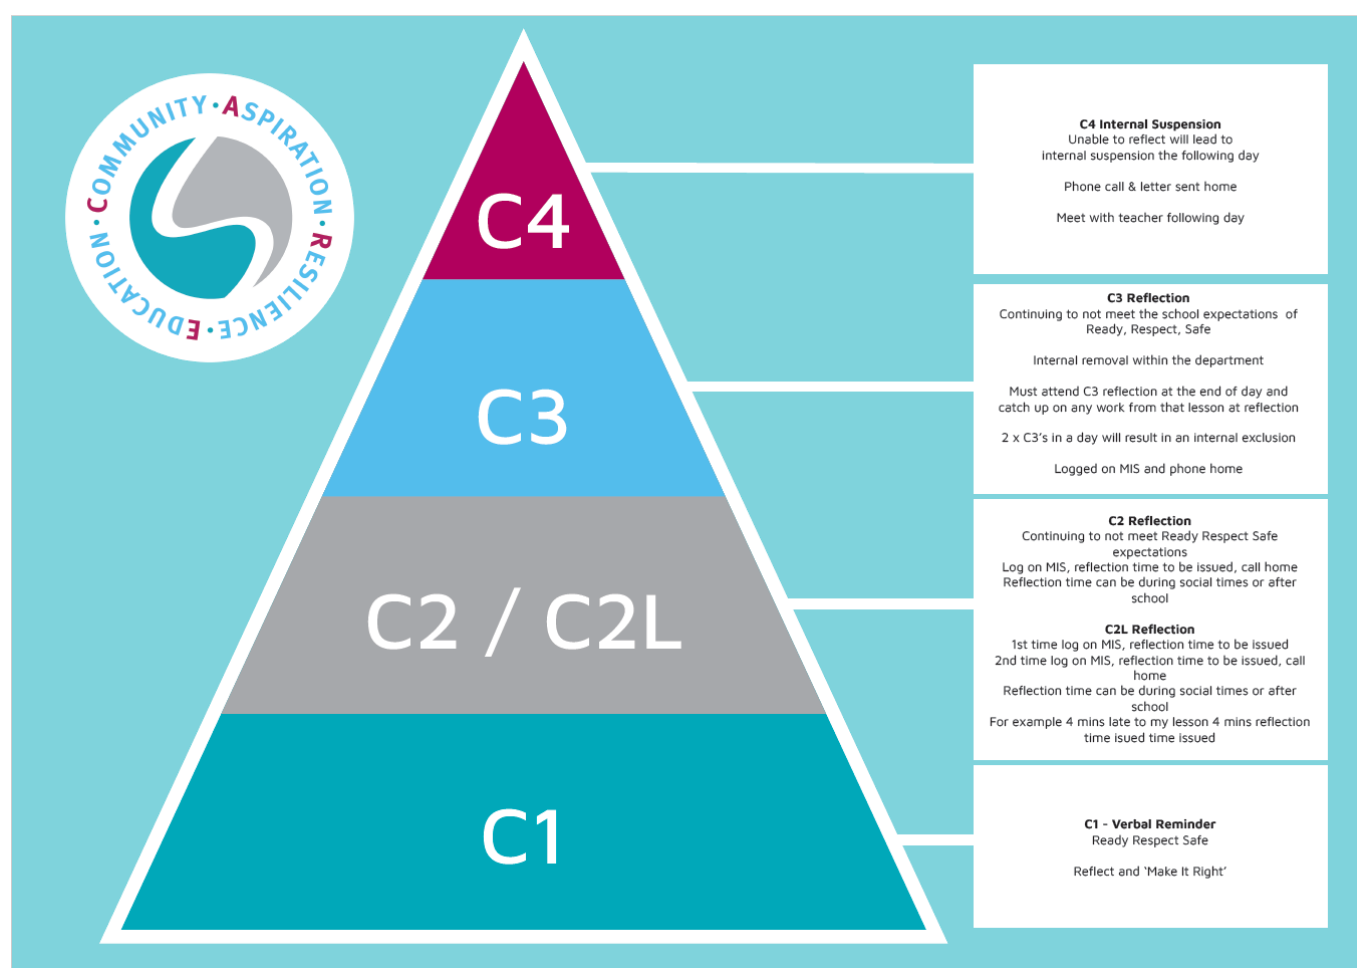 COMMUNITY · ASPIRATION · RESILIENCE · EDUCATION ·
C4
C3
C2 / C2L
C1
C4 Internal Suspension
Unable to reflect will lead to
internal suspension the following day
Phone call & letter sent home
Meet with teacher following day
C3 Reflection
Continuing to not meet the school expectations of
Ready, Respect, Safe
Internal removal within the department
Must attend C3 reflection at the end of day and
catch up on any work from that lesson at reflection
2 x C3's in a day will result in an internal exclusion
Logged on MIS and phone home
C2 Reflection
Continuing to not meet Ready Respect Safe
expectations
Log on MIS, reflection time to be issued, call home
Reflection time can be during social times or after
school
C2L Reflection
1st time log on MIS, reflection time to be issued
2nd time log on MIS, reflection time to be issued, call
home
Reflection time can be during social times or after
school
For example 4 mins late to my lesson 4 mins reflection
time isued time issued
C1 - Verbal Reminder
Ready Respect Safe
Reflect and ‘Make It Right’